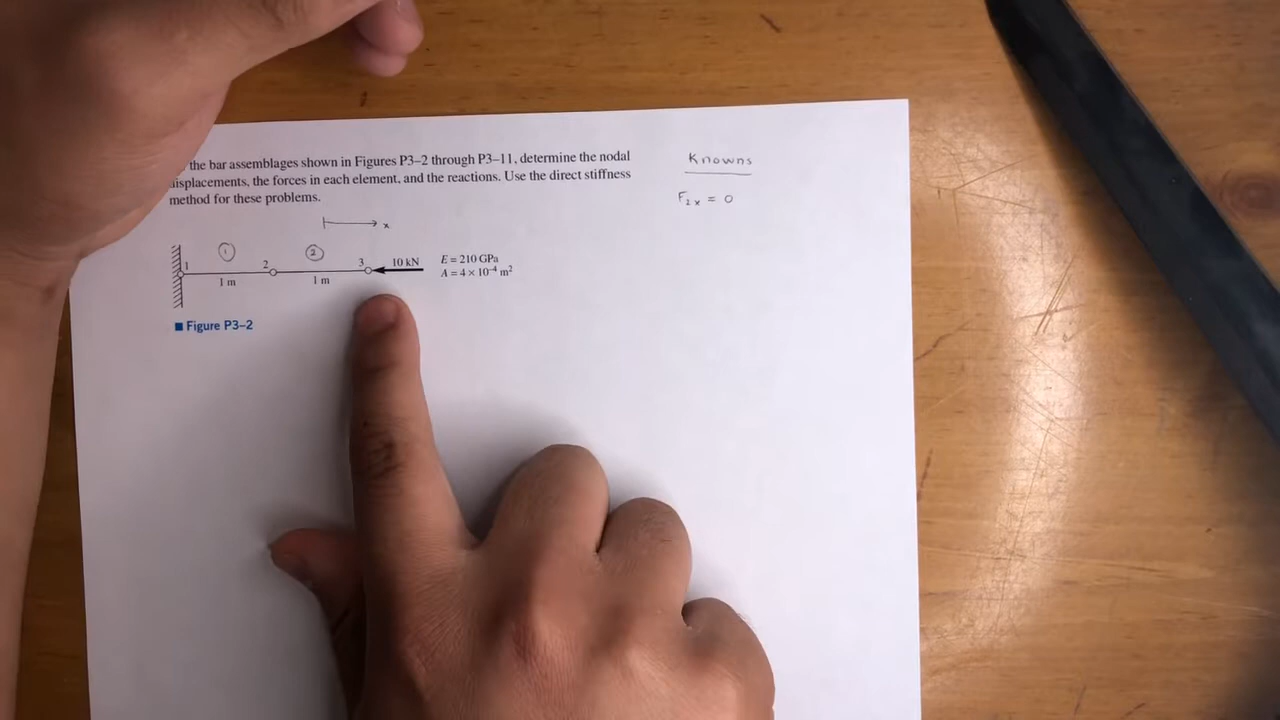 the bar assemblages shown in Figures P3–2 through P3–11, determine the nodal
displacements, the forces in each element, and the reactions. Use the direct stiffness
method for these problems.
x
① ②
1 2 3 10 kN
1 m 1 m
E = 210 GPa
A = 4 × 10⁻⁴ m²
■ Figure P3–2
Knowns
F₂ₓ = 0